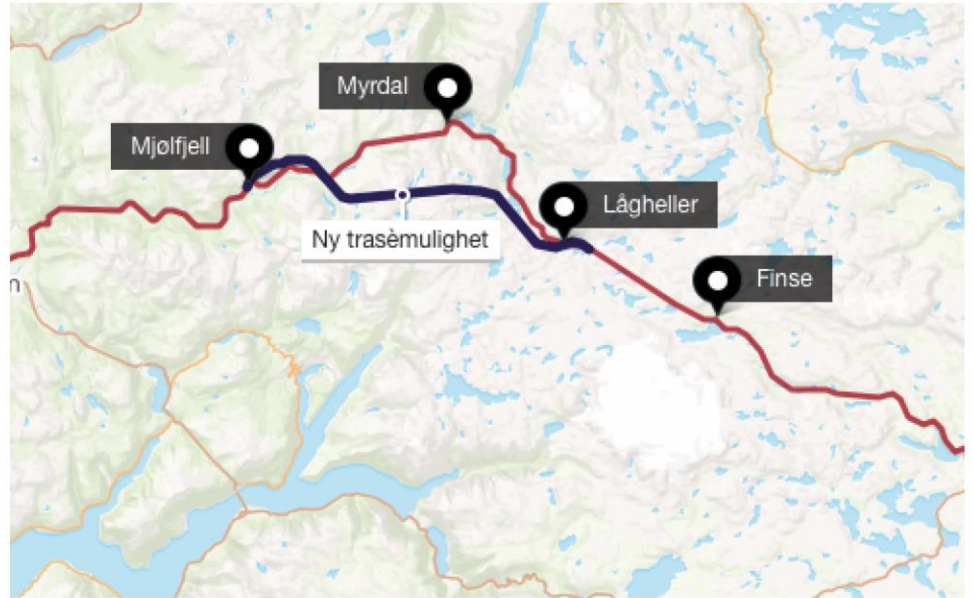 Myrdal
Mjølfjell
Lågheller
Ny trasèmulighet
Finse
n